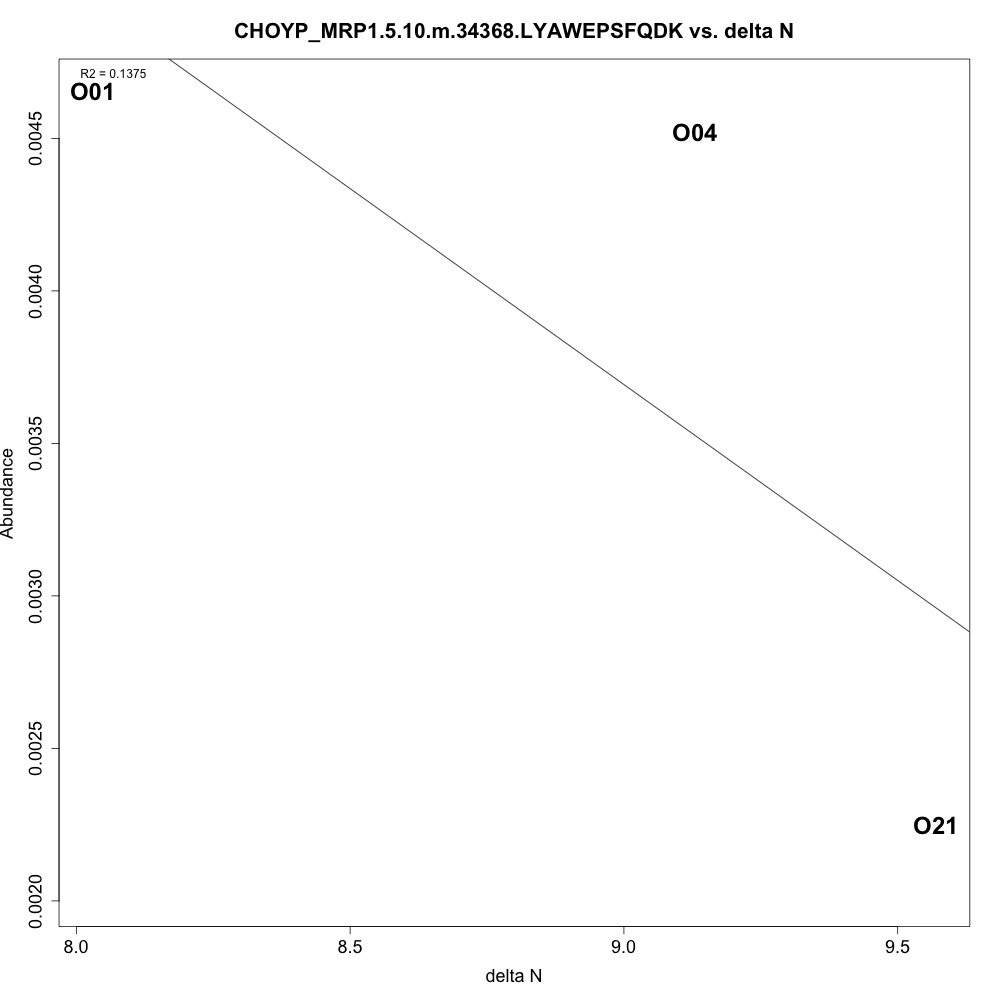 CHOYP_MRP1.5.10.m.34368.LYAWEPSFQDK vs. delta N
R2 = 0.1375
O01
O04
O21
0.0045
0.0040
0.0035
0.0030
0.0025
0.0020
Abundance
8.0 8.5 9.0 9.5
delta N